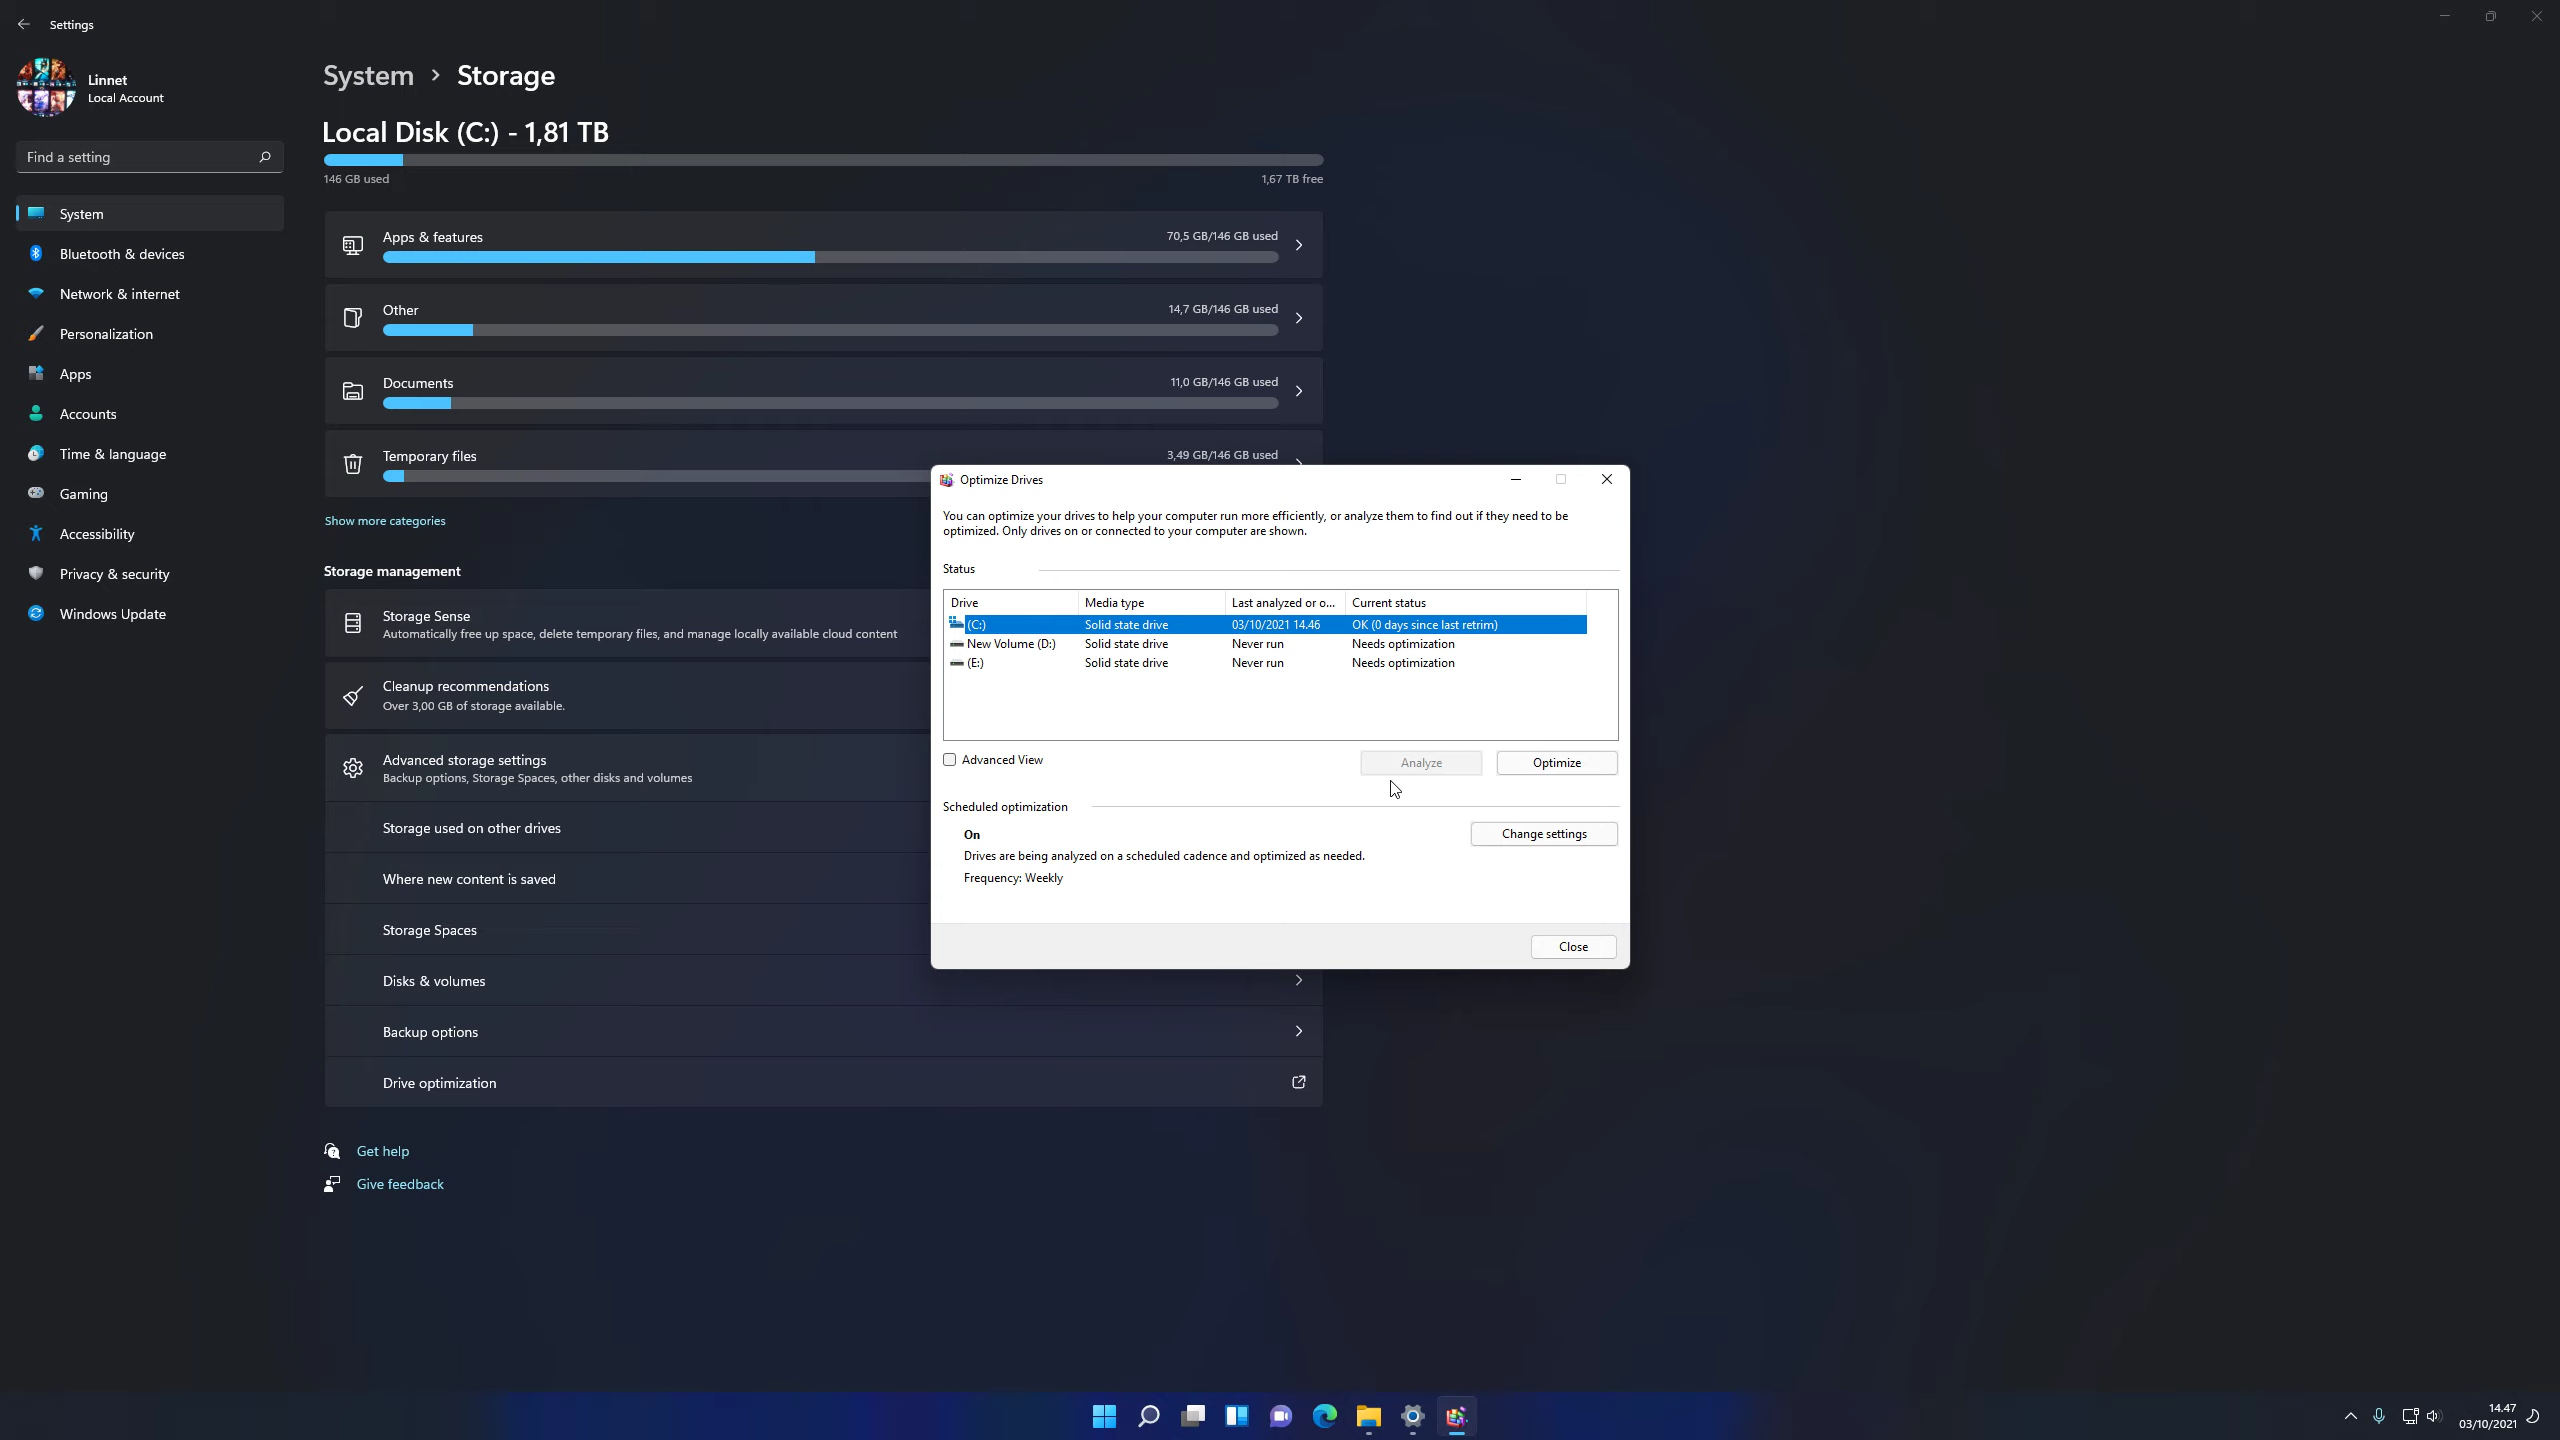 Settings
Linnet
Local Account
Find a setting
System
Bluetooth & devices
Network & internet
Personalization
Apps
Accounts
Time & language
Gaming
Accessibility
Privacy & security
Windows Update
System > Storage
Local Disk (C:) - 1,81 TB
146 GB used
1,67 TB free
Apps & features
70,5 GB/146 GB used
Other
14,7 GB/146 GB used
Documents
11,0 GB/146 GB used
Temporary files
3,49 GB/146 GB used
Show more categories
Storage management
Storage Sense
Automatically free up space, delete temporary files, and manage locally available cloud content
Cleanup recommendations
Over 3,00 GB of storage available.
Advanced storage settings
Backup options, Storage Spaces, other disks and volumes
Storage used on other drives
Where new content is saved
Storage Spaces
Disks & volumes
Backup options
Drive optimization
Get help
Give feedback
Optimize Drives
You can optimize your drives to help your computer run more efficiently, or analyze them to find out if they need to be
optimized. Only drives on or connected to your computer are shown.
Status
Drive Media type Last analyzed or o... Current status
(C:) Solid state drive 03/10/2021 14.46 OK (0 days since last retrim)
New Volume (D:) Solid state drive Never run Needs optimization
(E:) Solid state drive Never run Needs optimization
Advanced View
Analyze
Optimize
Scheduled optimization
On
Change settings
Drives are being analyzed on a scheduled cadence and optimized as needed.
Frequency: Weekly
Close
14.47
03/10/2021